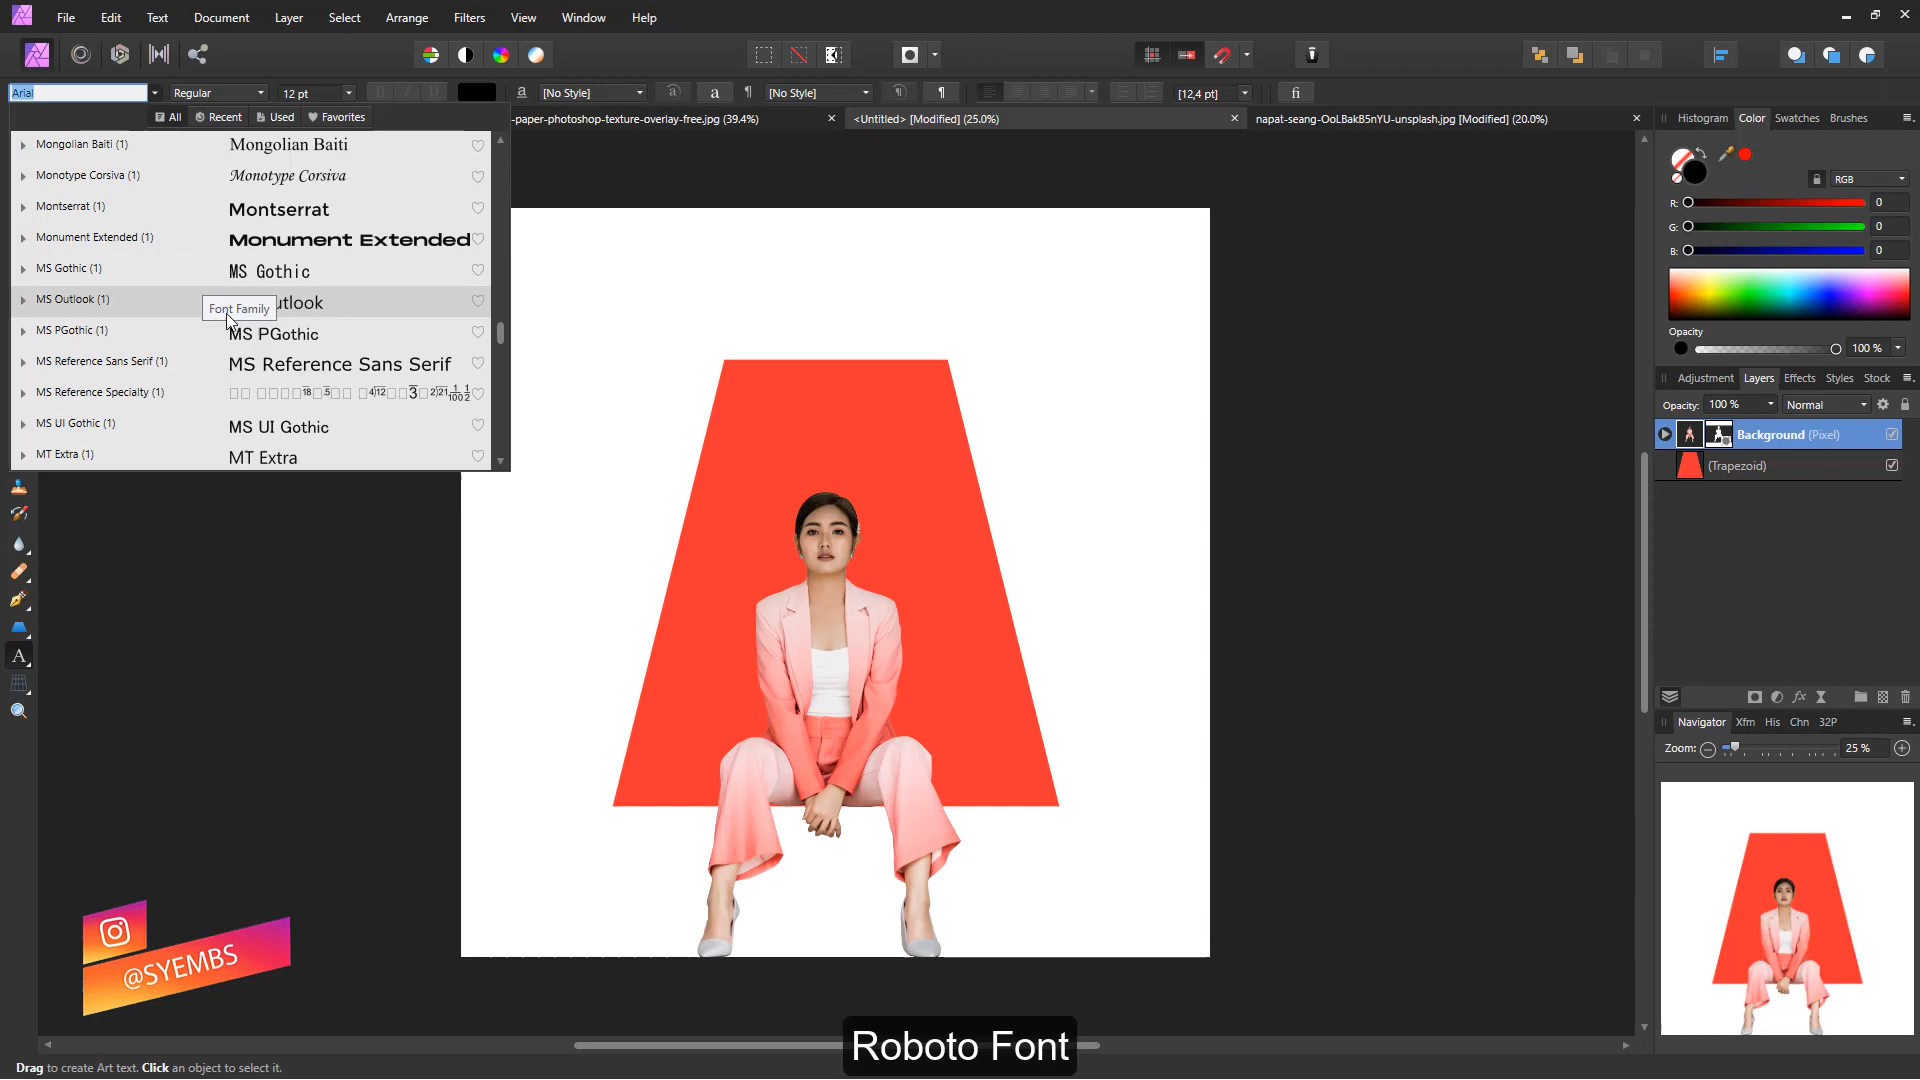 File Edit Text Document Layer Select Arrange Filters View Window Help
Arial Regular 12 pt [No Style] [No Style] [12,4 pt]
All Recent Used Favorites
-paper-photoshop-texture-overlay-free.jpg (39.4%) <Untitled> [Modified] (25.0%) napat-seang-OoLBakB5nYU-unsplash.jpg [Modified] (20.0%)
Histogram Color Swatches Brushes
Mongolian Baiti (1) Mongolian Baiti
Monotype Corsiva (1) Monotype Corsiva
Montserrat (1) Montserrat
Monument Extended (1) Monument Extended
MS Gothic (1) MS Gothic
MS Outlook (1) utlook
Font Family
MS PGothic (1) MS PGothic
MS Reference Sans Serif (1) MS Reference Sans Serif
MS Reference Specialty (1)
MS UI Gothic (1) MS UI Gothic
MT Extra (1) MT Extra
RGB
R: 0
G: 0
B: 0
Opacity
100 %
Adjustment Layers Effects Styles Stock
Opacity: 100 % Normal
Background (Pixel)
(Trapezoid)
Navigator Xfm His Chn 32P
Zoom: 25 %
@SYEMBS
Roboto Font
Drag to create Art text. Click an object to select it.